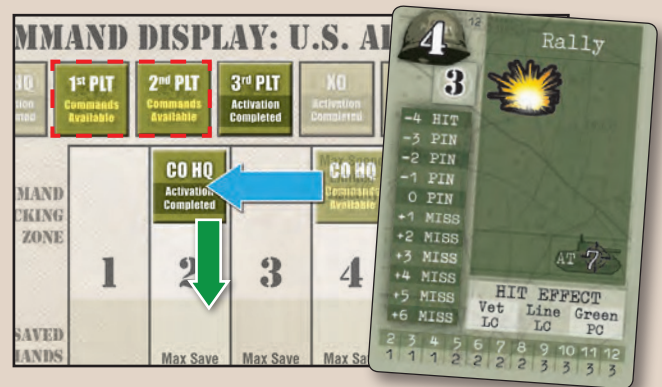 MMAND DISPLAY: U.S. A
HQ
1st PLT
Commands
Available
2nd PLT
Commands
Available
3rd PLT
Activation
Completed
XO
Activation
Completed
MAND
CKING
ZONE
CO HQ
Activation
Completed
CO HQ
Commands
Available
1
2
3
4
SAVED
MANDS
Max Save
Max Save
Max Sa
12
4
Rally
3
-4 HIT
-3 PIN
-2 PIN
-1 PIN
0 PIN
+1 MISS
+2 MISS
+3 MISS
+4 MISS
+5 MISS
+6 MISS
AT -7-
HIT EFFECT
Vet Line Green
LC LC PC
2 3 4 5 6 7 8 9 10 11 12
1 1 1 2 2 2 2 3 3 3 3